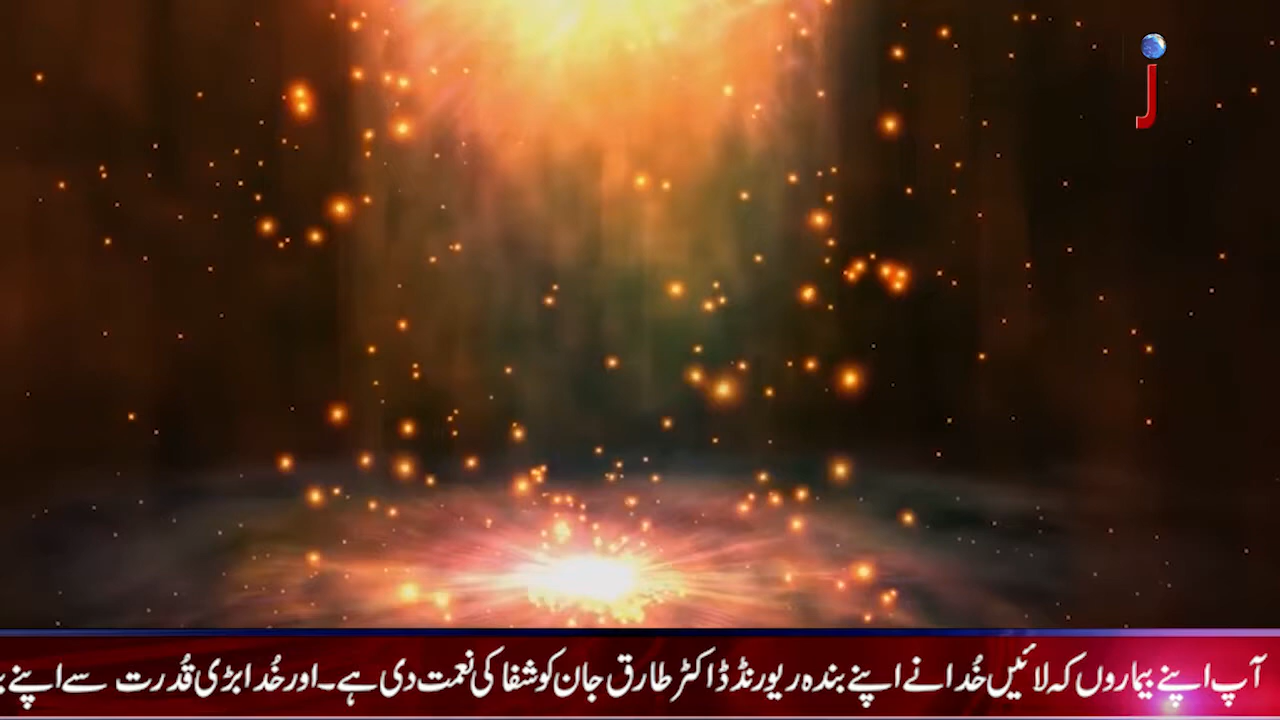 آپ اپنے بیماروں کہ لائیں خُدا نے اپنے بندہ ریورنڈ ڈاکٹر طارق جان کو شفا کی نعمت دی ہے۔ اور خُدا بڑی قُدرت سے اپنے